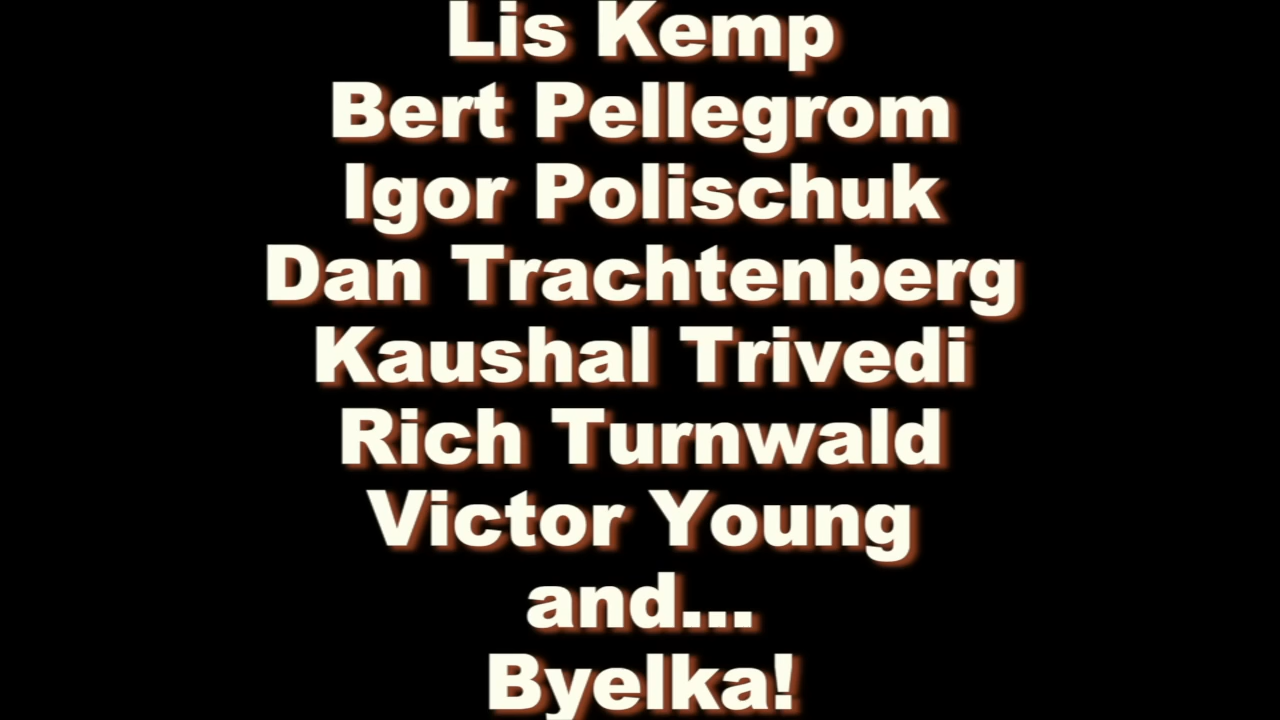 Lis Kemp
Bert Pellegrom
Igor Polischuk
Dan Trachtenberg
Kaushal Trivedi
Rich Turnwald
Victor Young
and...
Byelka!